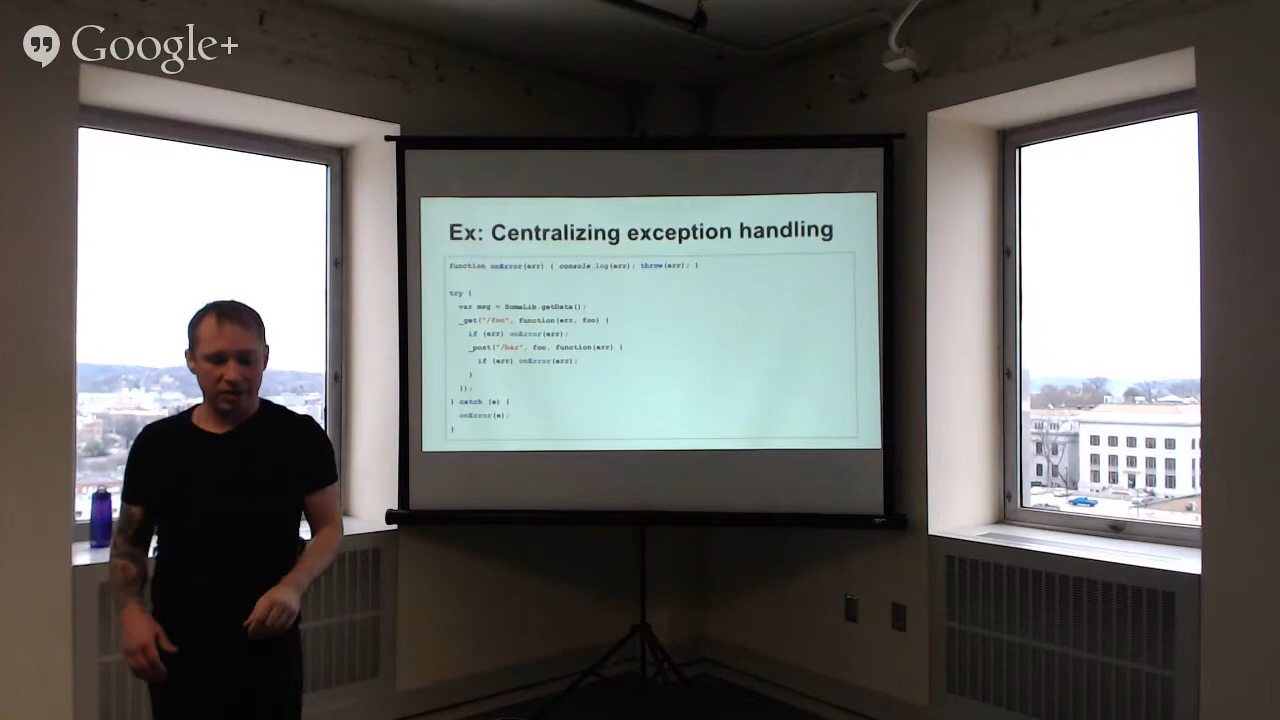 Google+
Ex: Centralizing exception handling
function onError(err) { console.log(err); throw(err); }
try {
var msg = SomeLib.getData();
_get("/foo", function(err, foo) {
if (err) onError(err);
_post("/bar", foo, function(err) {
if (err) onError(err);
}
});
} catch (e) {
onError(e);
}